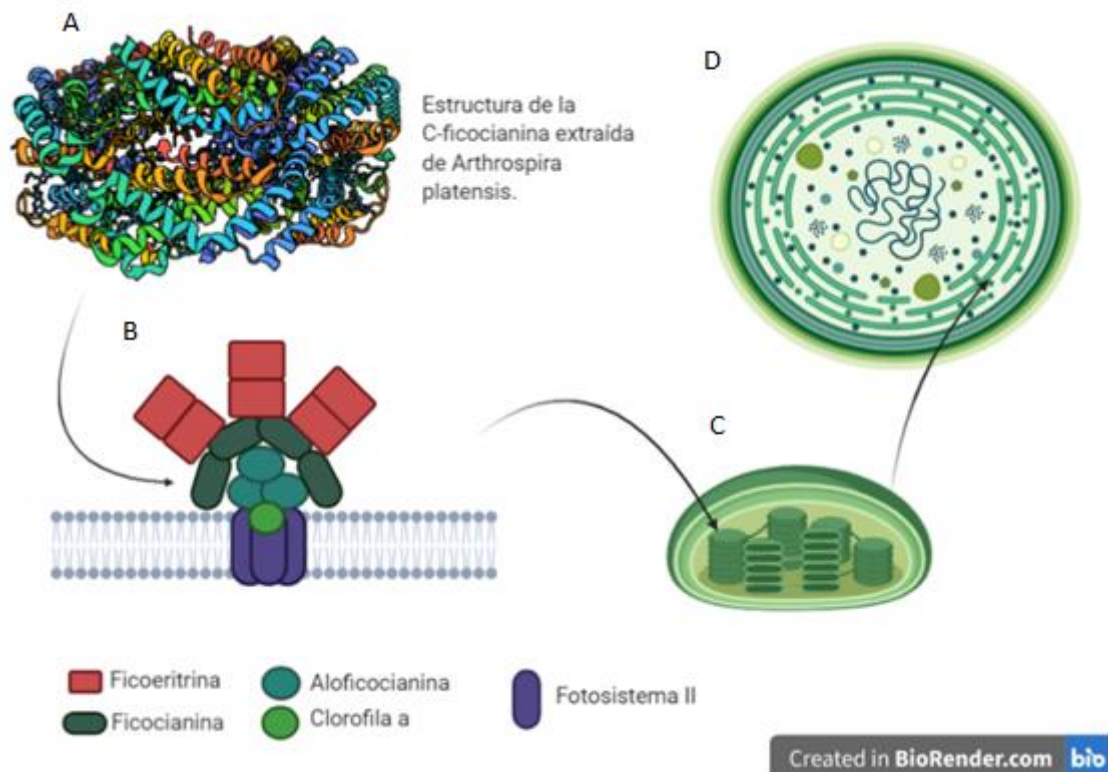 A
Estructura de la
C-ficocianina extraída
de Arthrospira
platensis.
D
B
C
Ficoeritrina
Aloficocianina
Fotosistema II
Ficocianina
Clorofila a
Created in BioRender.com bio